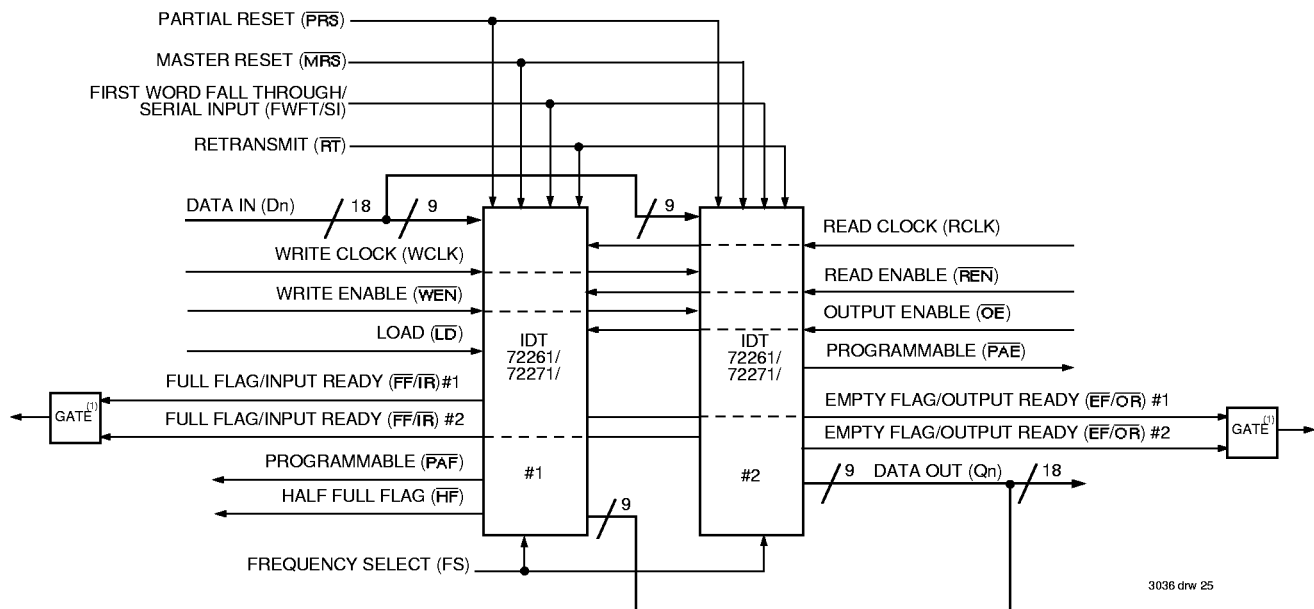 PARTIAL RESET (PRS)
MASTER RESET (MRS)
FIRST WORD FALL THROUGH/
SERIAL INPUT (FWFT/SI)
RETRANSMIT (RT)
DATA IN (Dn)
18
9
9
READ CLOCK (RCLK)
WRITE CLOCK (WCLK)
READ ENABLE (REN)
WRITE ENABLE (WEN)
OUTPUT ENABLE (OE)
LOAD (LD)
IDT
72261/
72271/
IDT
72261/
72271/
PROGRAMMABLE (PAE)
FULL FLAG/INPUT READY (FF/IR) #1
EMPTY FLAG/OUTPUT READY (EF/OR) #1
GATE(1)
FULL FLAG/INPUT READY (FF/IR) #2
EMPTY FLAG/OUTPUT READY (EF/OR) #2
GATE(1)
PROGRAMMABLE (PAF)
#1
#2
9
DATA OUT (Qn)
18
HALF FULL FLAG (HF)
9
FREQUENCY SELECT (FS)
3036 drw 25